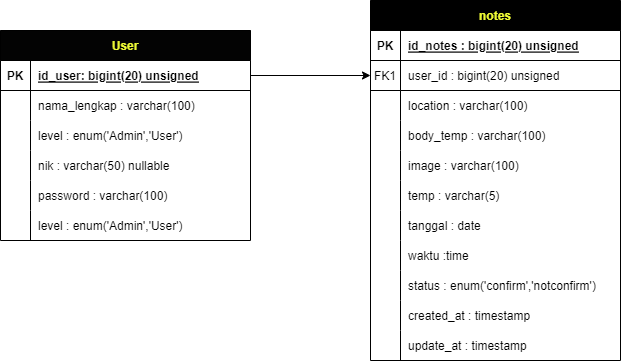 User
PK id_user: bigint(20) unsigned
nama_lengkap : varchar(100)
level : enum('Admin','User')
nik : varchar(50) nullable
password : varchar(100)
level : enum('Admin','User')
notes
PK id_notes : bigint(20) unsigned
FK1 user_id : bigint(20) unsigned
location : varchar(100)
body_temp : varchar(100)
image : varchar(100)
temp : varchar(5)
tanggal : date
waktu :time
status : enum('confirm','notconfirm')
created_at : timestamp
update_at : timestamp